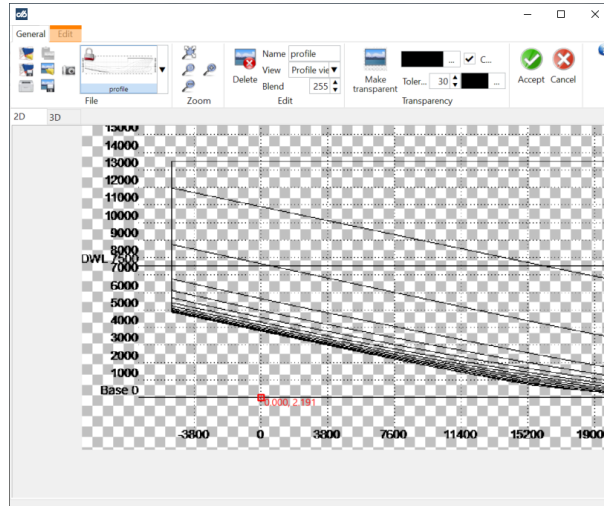 General Edit
Name profile
View Profile vie
Blend 255
Delete
Make
transparent
Toler... 30 ...
... C...
Accept Cancel
profile
File Zoom Edit Transparency
2D 3D
15000
14000
13000
12000
11000
10000
9000
8000
DWL 7500
7000
6000
5000
4000
3000
2000
1000
Base 0
0.000, 2.191
-3800 0 3800 7600 11400 15200 19000